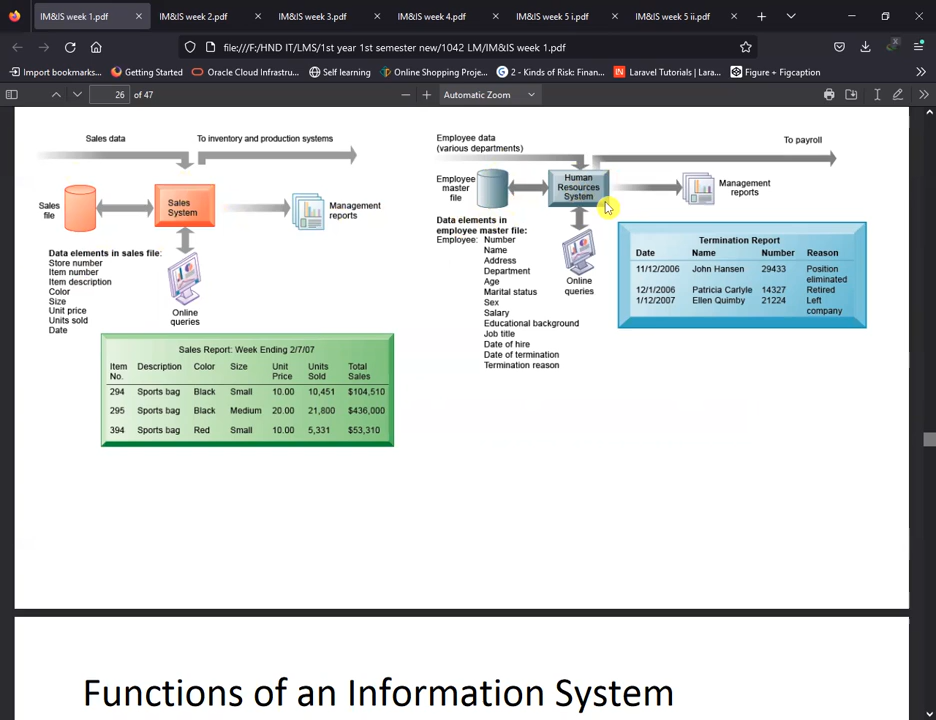 IM&IS week 1.pdf
IM&IS week 2.pdf
IM&IS week 3.pdf
IM&IS week 4.pdf
IM&IS week 5 i.pdf
IM&IS week 5 ii.pdf
file:///F:/HND IT/LMS/1st year 1st semester new/1042 LM/IM&IS week 1.pdf
Import bookmarks...
Getting Started
Oracle Cloud Infrastru...
Self learning
Online Shopping Proje...
2 - Kinds of Risk: Finan...
Laravel Tutorials | Lara...
Figure + Figcaption
26 of 47
Automatic Zoom
Sales data
To inventory and production systems
Sales
file
Sales
System
Management
reports
Data elements in sales file:
Store number
Item number
Item description
Color
Size
Unit price
Units sold
Date
Online
queries
Sales Report: Week Ending 2/7/07
Item No. Description Color Size Unit Price Units Sold Total Sales
294 Sports bag Black Small 10.00 10,451 $104,510
295 Sports bag Black Medium 20.00 21,800 $436,000
394 Sports bag Red Small 10.00 5,331 $53,310
Employee data
(various departments)
To payroll
Employee
master
file
Human
Resources
System
Management
reports
Data elements in
employee master file:
Employee: Number
Name
Address
Department
Age
Marital status
Sex
Salary
Educational background
Job title
Date of hire
Date of termination
Termination reason
Online
queries
Termination Report
Date Name Number Reason
11/12/2006 John Hansen 29433 Position
eliminated
12/1/2006 Patricia Carlyle 14327 Retired
1/12/2007 Ellen Quimby 21224 Left
company
Functions of an Information System